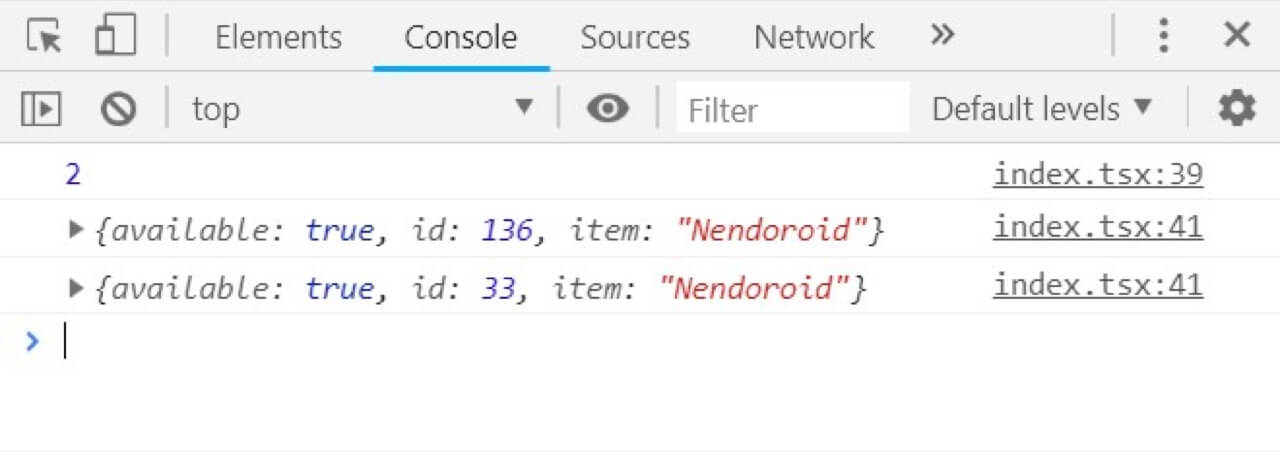 Elements Console Sources Network »
top Filter Default levels
2 index.tsx:39
{available: true, id: 136, item: "Nendoroid"} index.tsx:41
{available: true, id: 33, item: "Nendoroid"} index.tsx:41